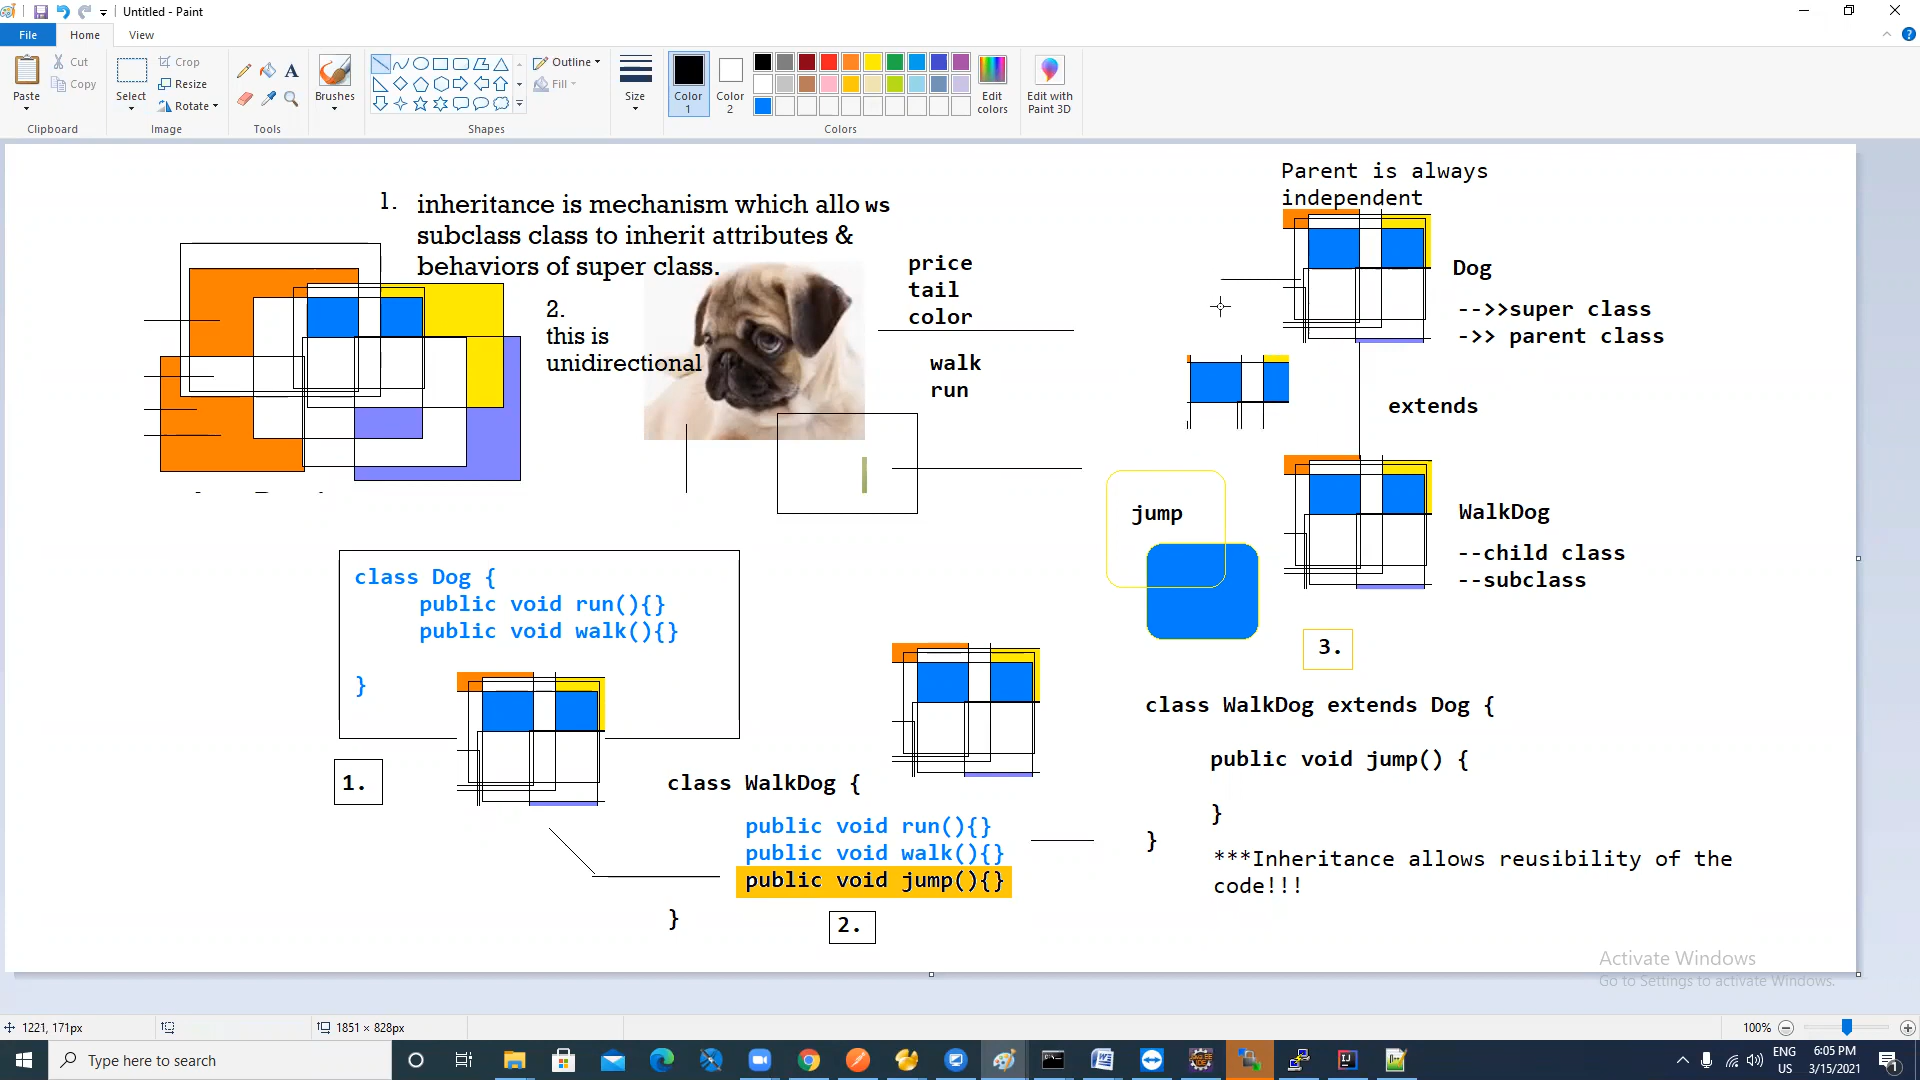 Untitled - Paint
File
Home
View
Paste
Cut
Copy
Clipboard
Select
Crop
Resize
Rotate
Image
Tools
Brushes
Shapes
Outline
Fill
Size
Color 1
Color 2
Colors
Edit colors
Edit with Paint 3D
1. inheritance is mechanism which allo ws
subclass class to inherit attributes &
behaviors of super class.
2.
this is
unidirectional
price
tail
color
walk
run
Parent is always
independent
Dog
-->>super class
->> parent class
extends
jump
WalkDog
--child class
--subclass
3.
class Dog {
public void run(){}
public void walk(){}
}
1.
class WalkDog {
public void run(){}
public void walk(){}
public void jump(){}
}
2.
class WalkDog extends Dog {
public void jump() {
}
}
***Inheritance allows reusibility of the
code!!!
Activate Windows
Go to Settings to activate Windows.
1221, 171px
1851 × 828px
100%
Type here to search
ENG
US
6:05 PM
3/15/2021